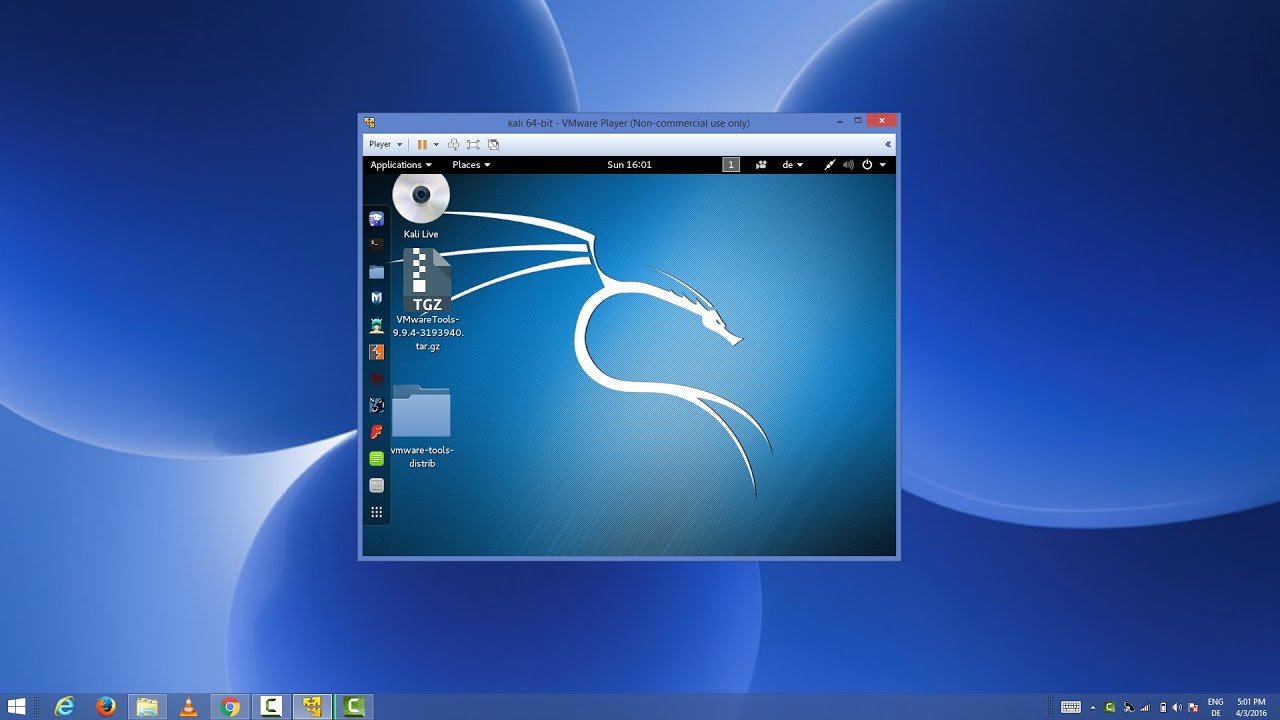 kali 64-bit - VMware Player (Non-commercial use only)
Player
Applications Places Sun 16:01 1 de
Kali Live
TGZ
VMwareTools-
9.9.4-3193940.
tar.gz
vmware-tools-
distrib
ENG 5:01 PM
DE 4/3/2016